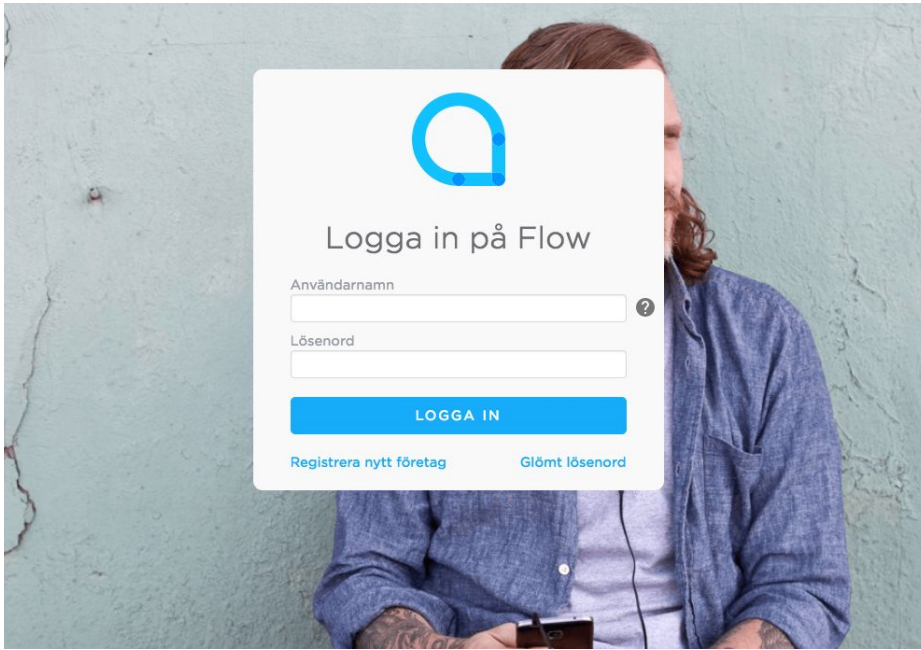 Logga in på Flow
Användarnamn
?
Lösenord
LOGGA IN
Registrera nytt företag Glömt lösenord